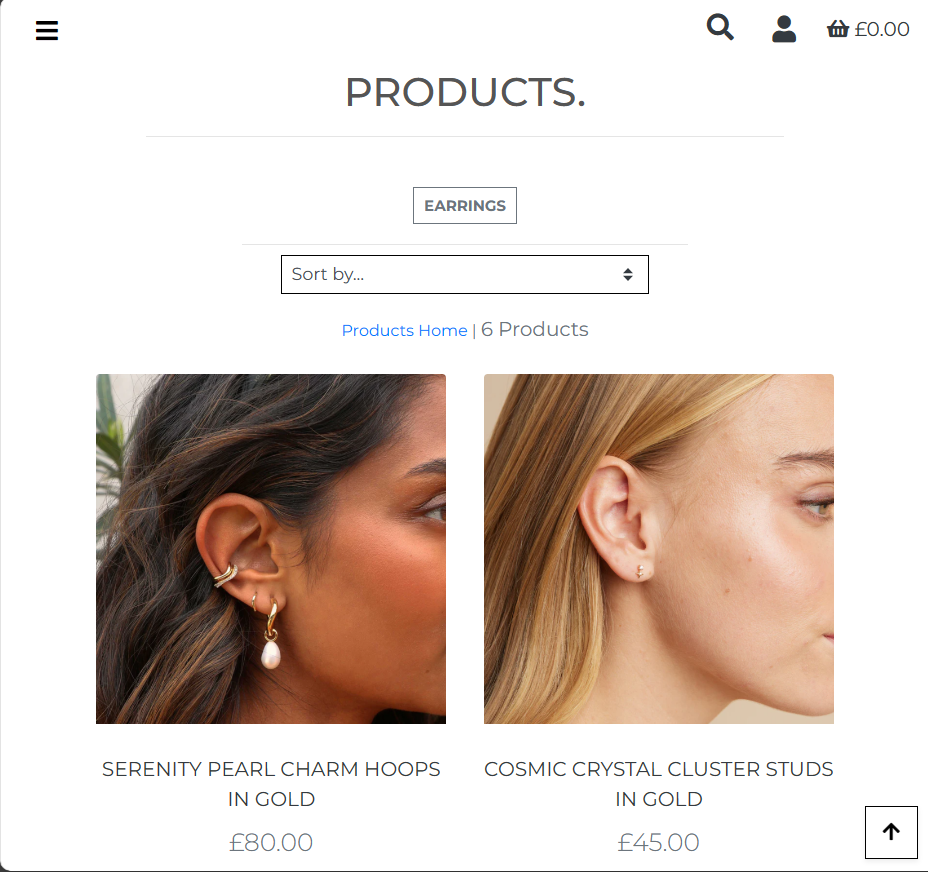 £0.00
PRODUCTS.
EARRINGS
Sort by...
Products Home | 6 Products
SERENITY PEARL CHARM HOOPS
IN GOLD
£80.00
COSMIC CRYSTAL CLUSTER STUDS
IN GOLD
£45.00